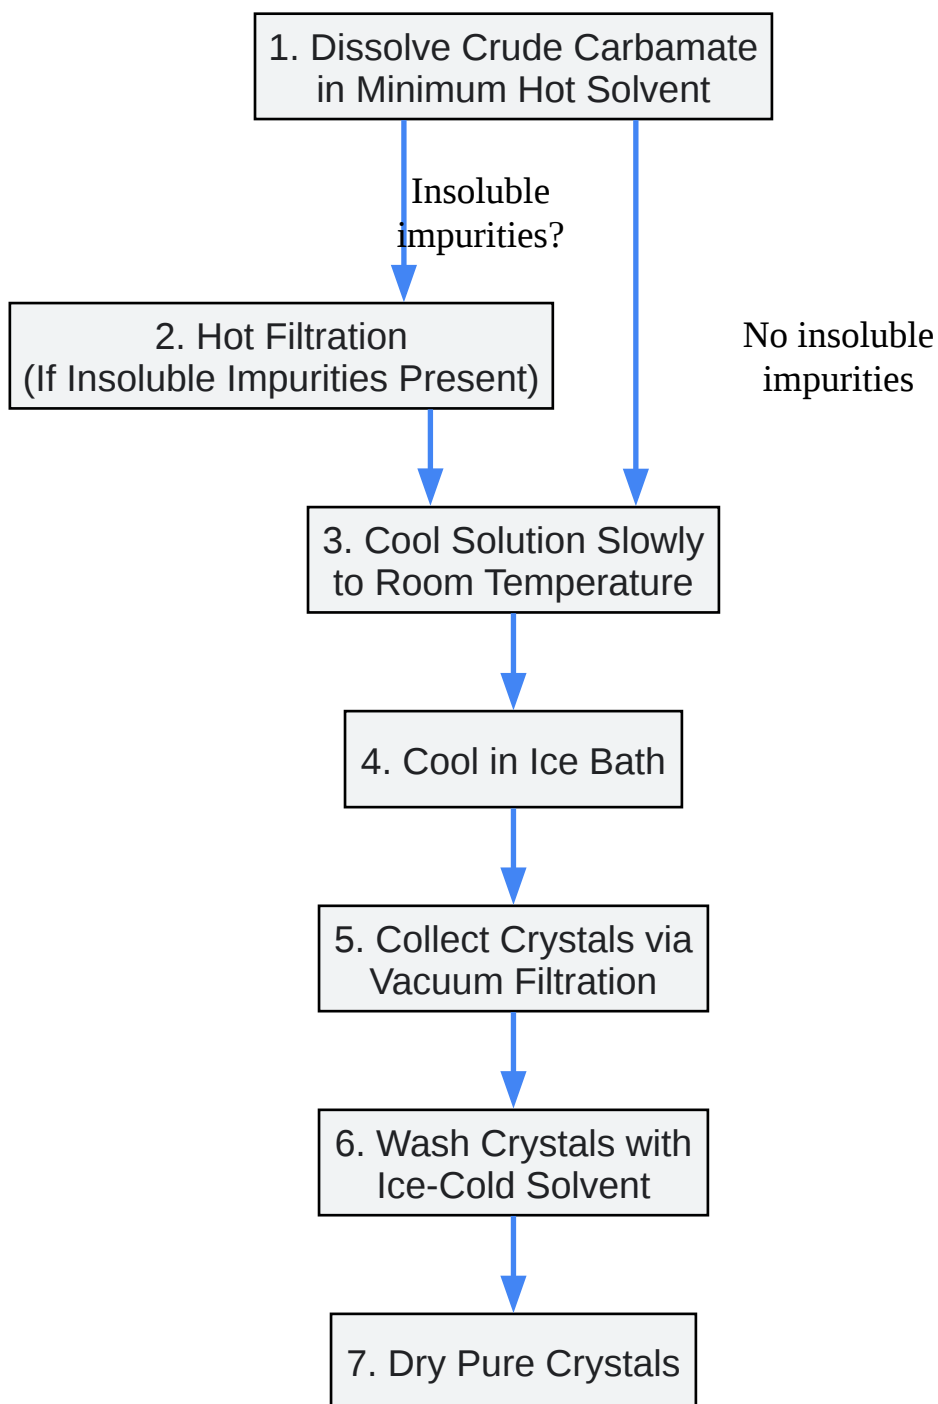 1. Dissolve Crude Carbamate
in Minimum Hot Solvent
Insoluble
impurities?
2. Hot Filtration
(If Insoluble Impurities Present)
No insoluble
impurities
3. Cool Solution Slowly
to Room Temperature
4. Cool in Ice Bath
5. Collect Crystals via
Vacuum Filtration
6. Wash Crystals with
Ice-Cold Solvent
7. Dry Pure Crystals